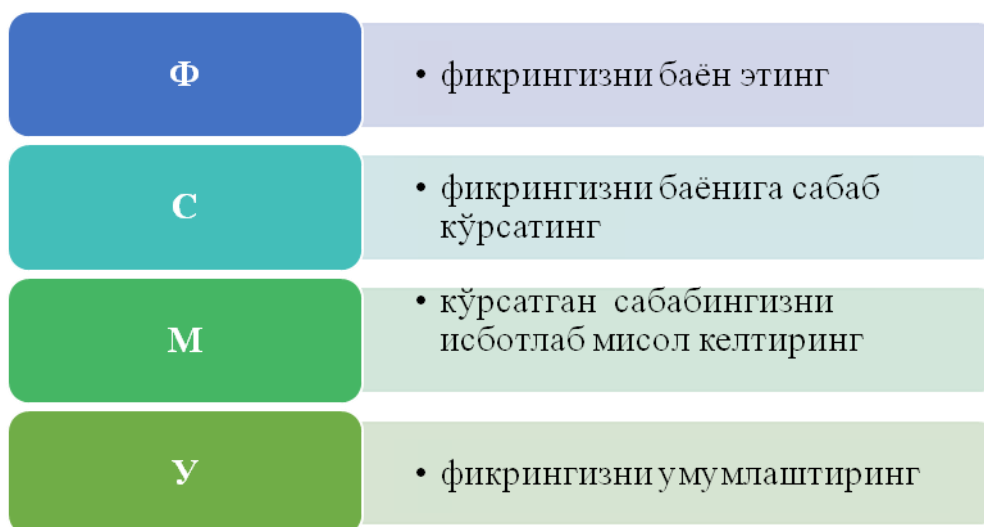 Ф
• фикрингизни баён этинг
С
• фикрингизни баёнига сабаб
кўрсатинг
М
• кўрсатган сабабингизни
исботлаб мисол келтиринг
У
• фикрингизни умумлаштиринг